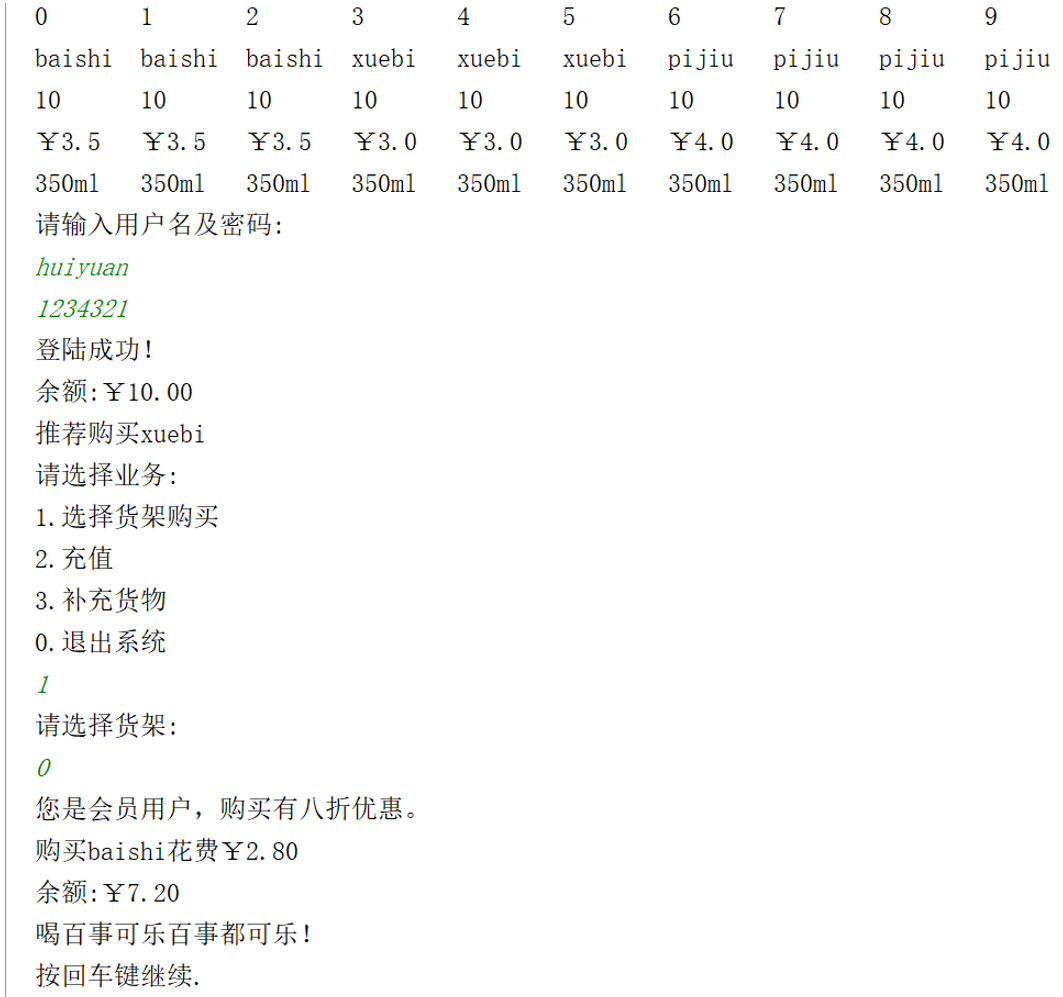 0 1 2 3 4 5 6 7 8 9
baishi baishi baishi xuebi xuebi xuebi pijiu pijiu pijiu pijiu
10 10 10 10 10 10 10 10 10 10
￥3.5 ￥3.5 ￥3.5 ￥3.0 ￥3.0 ￥3.0 ￥4.0 ￥4.0 ￥4.0 ￥4.0
350ml 350ml 350ml 350ml 350ml 350ml 350ml 350ml 350ml 350ml
请输入用户名及密码:
huiyuan
1234321
登陆成功!
余额:￥10.00
推荐购买xuebi
请选择业务:
1.选择货架购买
2.充值
3.补充货物
0.退出系统
1
请选择货架:
0
您是会员用户，购买有八折优惠。
购买baishi花费￥2.80
余额:￥7.20
喝百事可乐百事都可乐!
按回车键继续.